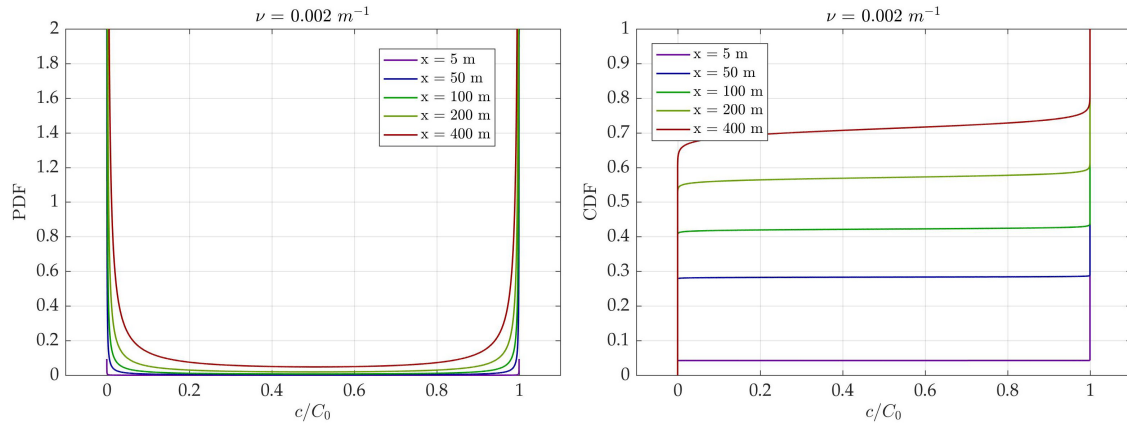 ν = 0.002 m⁻¹
PDF
2
1.8
1.6
1.4
1.2
1
0.8
0.6
0.4
0.2
0
x = 5 m
x = 50 m
x = 100 m
x = 200 m
x = 400 m
0 0.2 0.4 0.6 0.8 1
c/C₀
ν = 0.002 m⁻¹
CDF
1
0.9
0.8
0.7
0.6
0.5
0.4
0.3
0.2
0.1
0
x = 5 m
x = 50 m
x = 100 m
x = 200 m
x = 400 m
0 0.2 0.4 0.6 0.8 1
c/C₀